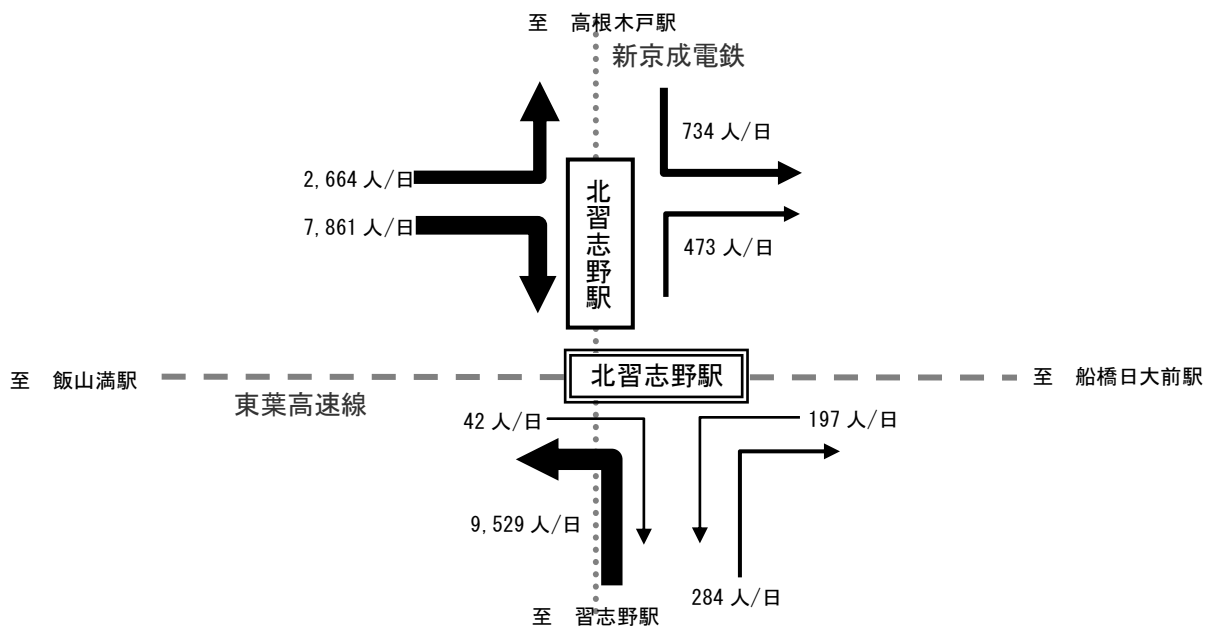 至 高根木戸駅
新京成電鉄
734 人/日
2,664 人/日
7,861 人/日
北習志野駅
473 人/日
至 飯山満駅
北習志野駅
至 船橋日大前駅
東葉高速線
42 人/日
197 人/日
9,529 人/日
284 人/日
至 習志野駅